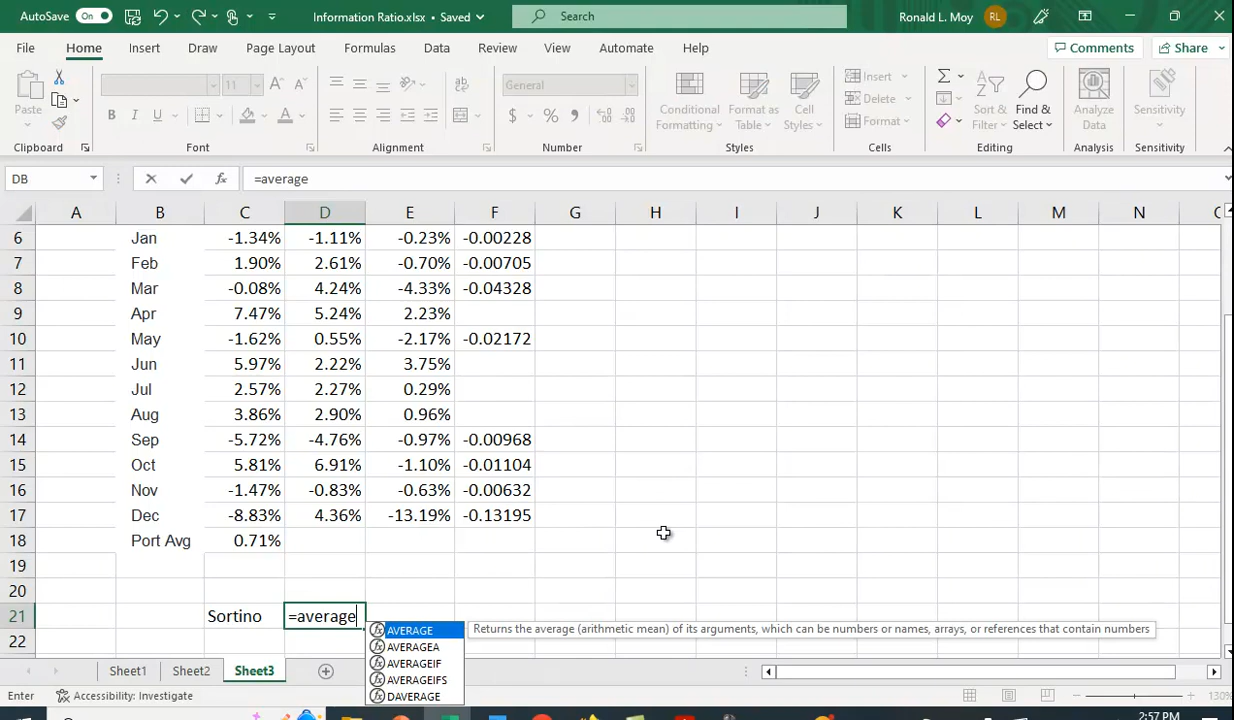 AutoSave On Information Ratio.xlsx • Saved Search Ronald L. Moy RL
File Home Insert Draw Page Layout Formulas Data Review View Automate Help Comments Share
Paste 11 A A ab General Conditional Formatting Format as Table Cell Styles Insert Delete Format Sort & Filter Find & Select Analyze Data Sensitivity
B I U A $ % 9
Clipboard Font Alignment Number Styles Cells Editing Analysis Sensitivity
DB fx =average
A B C D E F G H I J K L M N
6 Jan -1.34% -1.11% -0.23% -0.00228
7 Feb 1.90% 2.61% -0.70% -0.00705
8 Mar -0.08% 4.24% -4.33% -0.04328
9 Apr 7.47% 5.24% 2.23%
10 May -1.62% 0.55% -2.17% -0.02172
11 Jun 5.97% 2.22% 3.75%
12 Jul 2.57% 2.27% 0.29%
13 Aug 3.86% 2.90% 0.96%
14 Sep -5.72% -4.76% -0.97% -0.00968
15 Oct 5.81% 6.91% -1.10% -0.01104
16 Nov -1.47% -0.83% -0.63% -0.00632
17 Dec -8.83% 4.36% -13.19% -0.13195
18 Port Avg 0.71%
19
20
21 Sortino =average
22 AVERAGE Returns the average (arithmetic mean) of its arguments, which can be numbers or names, arrays, or references that contain numbers
AVERAGEA
AVERAGEIF
AVERAGEIFS
DAVERAGE
Sheet1 Sheet2 Sheet3
Enter Accessibility: Investigate 130%
2:57 PM